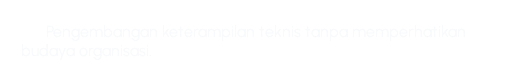 Pengembangan keterampilan teknis tanpa memperhatikan
budaya organisasi